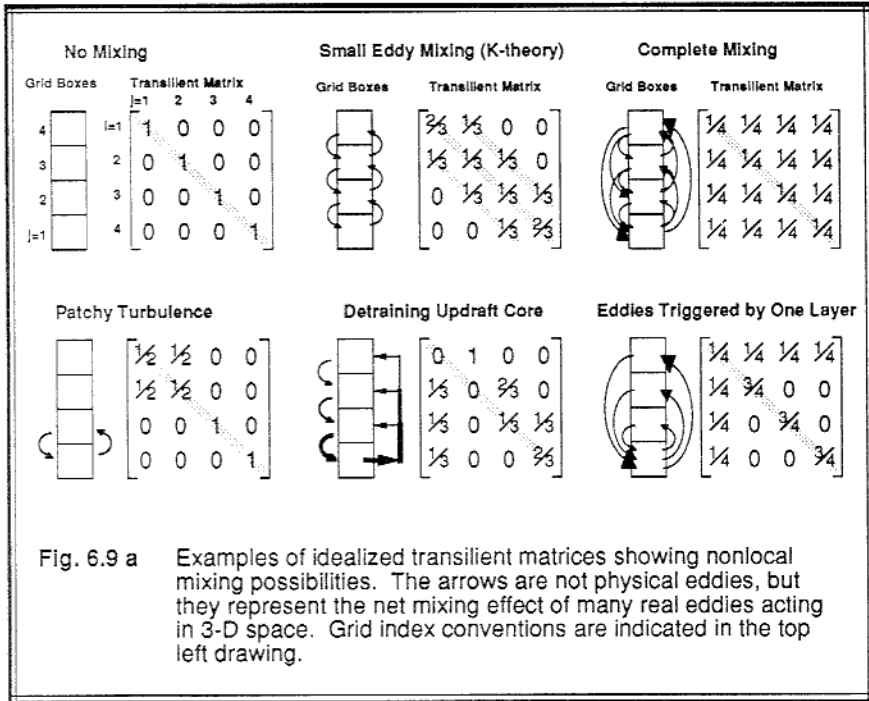 No Mixing
Grid Boxes
Transilient Matrix
j=1 2 3 4
4
3
2
j=1
i=1 1 0 0 0
2 0 1 0 0
3 0 0 1 0
4 0 0 0 1
Small Eddy Mixing (K-theory)
Grid Boxes
Transilient Matrix
2/3 1/3 0 0
1/3 1/3 1/3 0
0 1/3 1/3 1/3
0 0 1/3 2/3
Complete Mixing
Grid Boxes
Transilient Matrix
1/4 1/4 1/4 1/4
1/4 1/4 1/4 1/4
1/4 1/4 1/4 1/4
1/4 1/4 1/4 1/4
Patchy Turbulence
1/2 1/2 0 0
1/2 1/2 0 0
0 0 1 0
0 0 0 1
Detraining Updraft Core
0 1 0 0
1/3 0 2/3 0
1/3 0 1/3 1/3
1/3 0 0 2/3
Eddies Triggered by One Layer
1/4 1/4 1/4 1/4
1/4 3/4 0 0
1/4 0 3/4 0
1/4 0 0 3/4
Fig. 6.9 a Examples of idealized transilient matrices showing nonlocal
mixing possibilities. The arrows are not physical eddies, but
they represent the net mixing effect of many real eddies acting
in 3-D space. Grid index conventions are indicated in the top
left drawing.